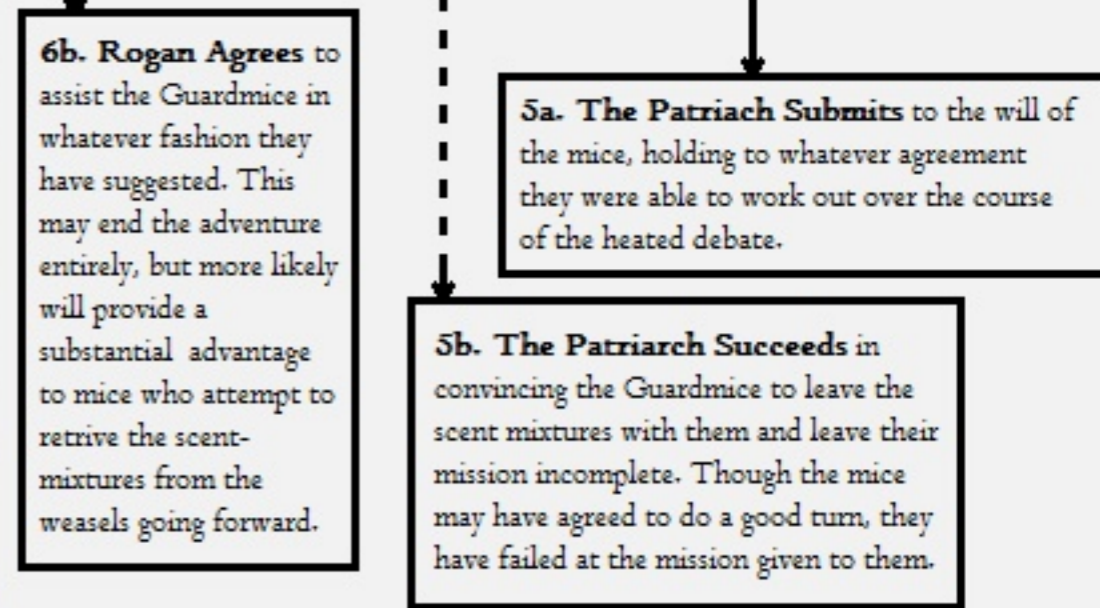 6b. Rogan Agrees to
assist the Guardmice in
whatever fashion they
have suggested. This
may end the adventure
entirely, but more likely
will provide a
substantial advantage
to mice who attempt to
retrive the scent-
mixtures from the
weasels going forward.
5a. The Patriach Submits to the will of
the mice, holding to whatever agreement
they were able to work out over the course
of the heated debate.
5b. The Patriarch Succeeds in
convincing the Guardmice to leave the
scent mixtures with them and leave their
mission incomplete. Though the mice
may have agreed to do a good turn, they
have failed at the mission given to them.